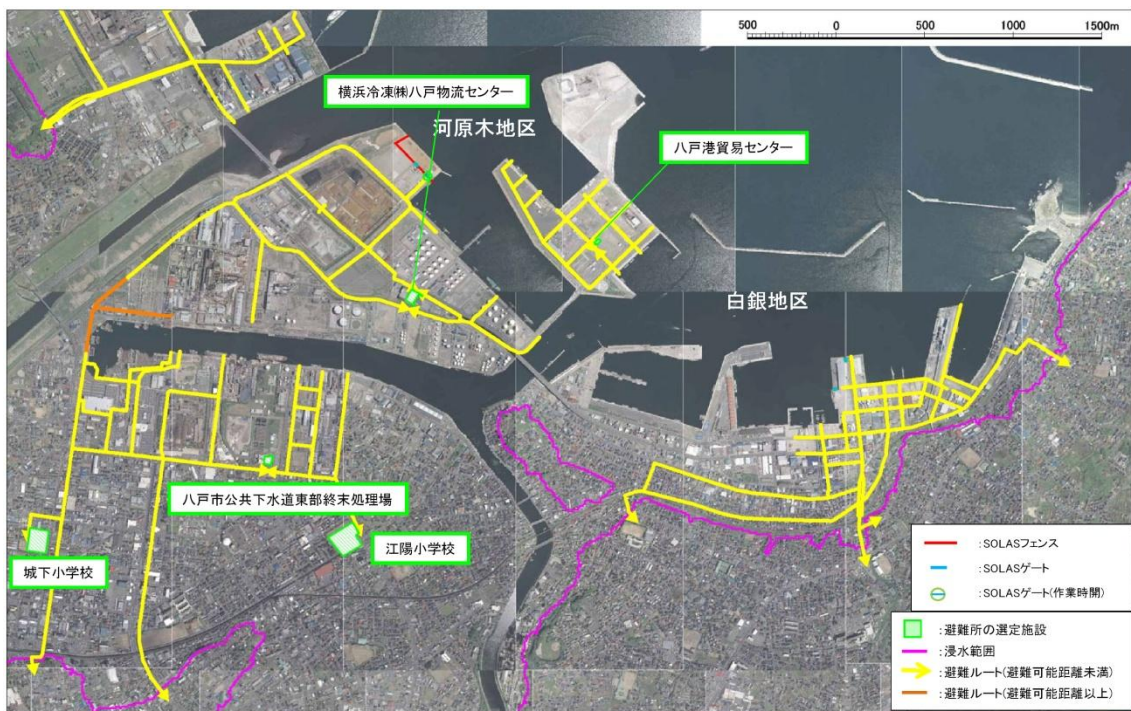 500 0 500 1000 1500m
横浜冷凍㈱八戸物流センター
河原木地区
八戸港貿易センター
白銀地区
八戸市公共下水道東部終末処理場
江陽小学校
城下小学校
:SOLASフェンス
:SOLASゲート
:SOLASゲート(作業時開)
:避難所の選定施設
:浸水範囲
:避難ルート(避難可能距離未満)
:避難ルート(避難可能距離以上)